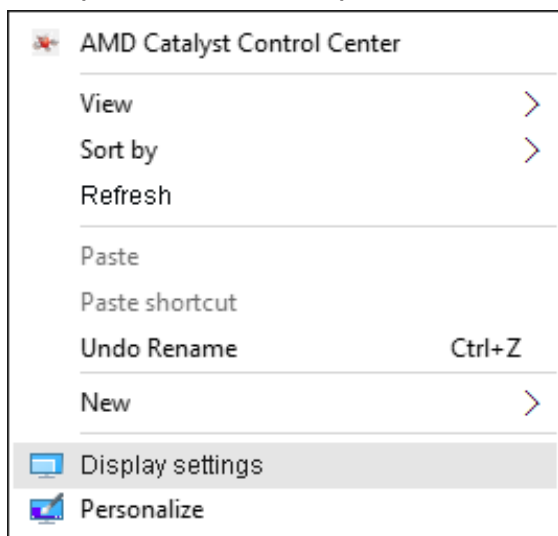 AMD Catalyst Control Center
View
Sort by
Refresh
Paste
Paste shortcut
Undo Rename Ctrl+Z
New
Display settings
Personalize